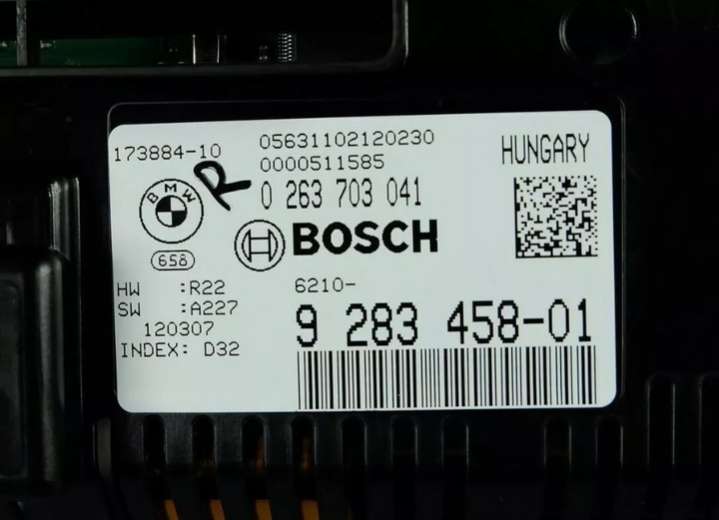 173884-10
05631102120230
0000511585
HUNGARY
R
0 263 703 041
BMW
658
BOSCH
HW :R22
SW :A227
120307
INDEX: D32
6210-
9 283 458-01